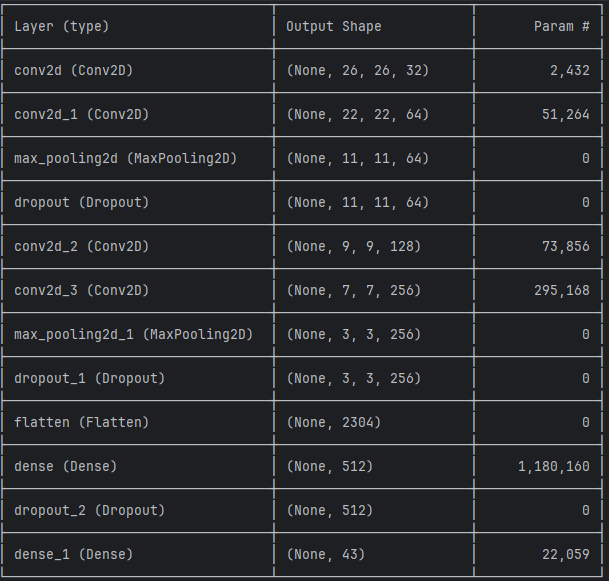 Layer (type) Output Shape Param #
conv2d (Conv2D) (None, 26, 26, 32) 2,432
conv2d_1 (Conv2D) (None, 22, 22, 64) 51,264
max_pooling2d (MaxPooling2D) (None, 11, 11, 64) 0
dropout (Dropout) (None, 11, 11, 64) 0
conv2d_2 (Conv2D) (None, 9, 9, 128) 73,856
conv2d_3 (Conv2D) (None, 7, 7, 256) 295,168
max_pooling2d_1 (MaxPooling2D) (None, 3, 3, 256) 0
dropout_1 (Dropout) (None, 3, 3, 256) 0
flatten (Flatten) (None, 2304) 0
dense (Dense) (None, 512) 1,180,160
dropout_2 (Dropout) (None, 512) 0
dense_1 (Dense) (None, 43) 22,059